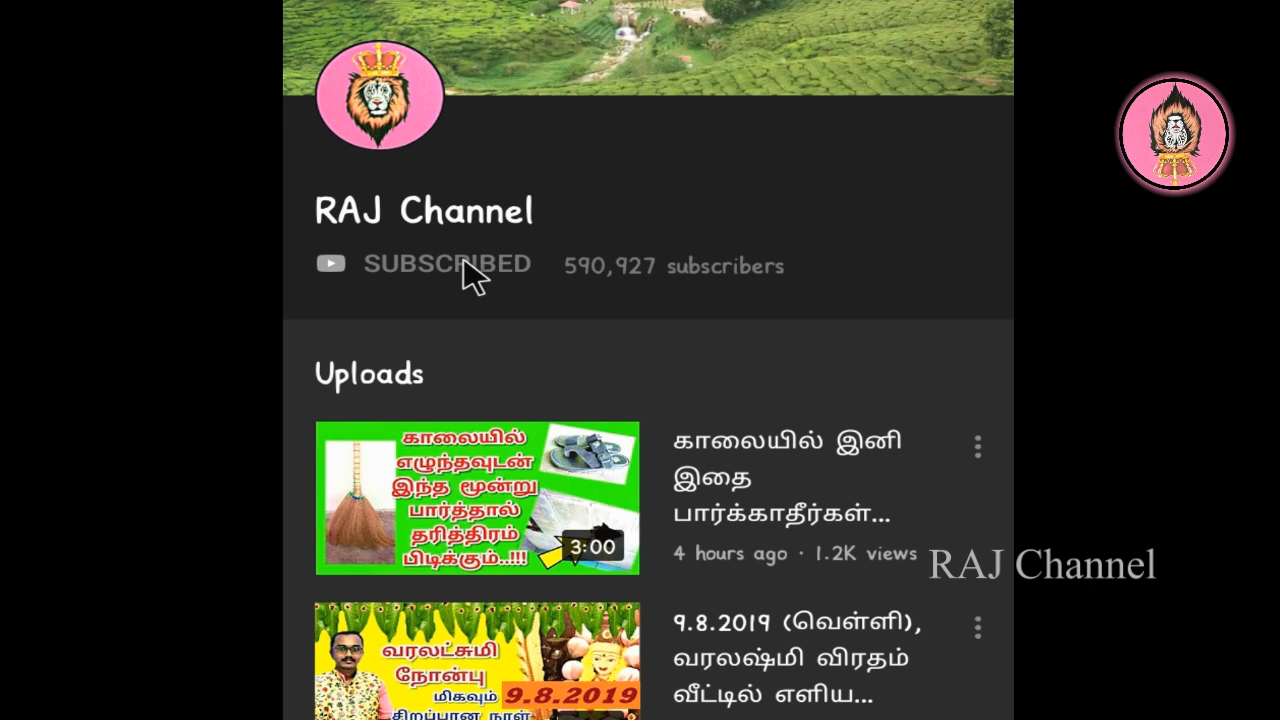 RAJ Channel
SUBSCRIBED 590,927 subscribers
Uploads
காலையில்
எழுந்தவுடன்
இந்த மூன்று
பார்த்தால்
தரித்திரம்
பிடிக்கும்..!!!
3:00
காலையில் இனி
இதை
பார்க்காதீர்கள்...
4 hours ago · 1.2K views
RAJ Channel
வரலட்சுமி
நோன்பு
மிகவும் 9.8.2019
சிறப்பான நாள்
9.8.2019 (வெள்ளி),
வரலஷ்மி விரதம்
வீட்டில் எளிய...